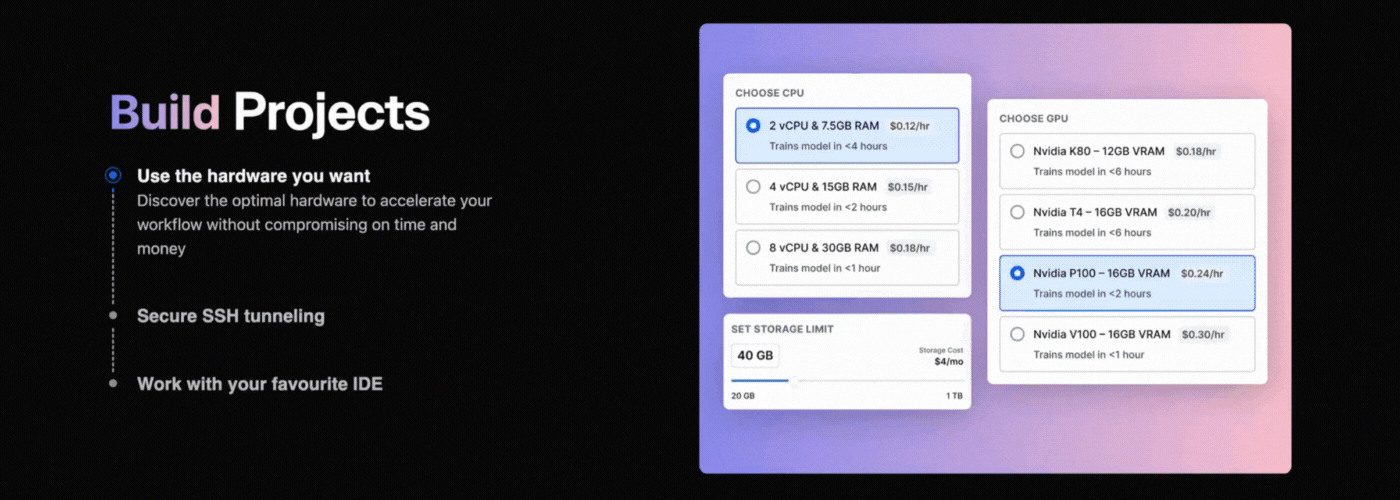 Build Projects
Use the hardware you want
Discover the optimal hardware to accelerate your
workflow without compromising on time and
money
Secure SSH tunneling
Work with your favourite IDE
CHOOSE CPU
2 vCPU & 7.5GB RAM $0.12/hr
Trains model in <4 hours
4 vCPU & 15GB RAM $0.15/hr
Trains model in <2 hours
8 vCPU & 30GB RAM $0.18/hr
Trains model in <1 hour
SET STORAGE LIMIT
40 GB
Storage Cost
$4/mo
20 GB 1 TB
CHOOSE GPU
Nvidia K80 – 12GB VRAM $0.18/hr
Trains model in <6 hours
Nvidia T4 – 16GB VRAM $0.20/hr
Trains model in <6 hours
Nvidia P100 – 16GB VRAM $0.24/hr
Trains model in <2 hours
Nvidia V100 – 16GB VRAM $0.30/hr
Trains model in <1 hour